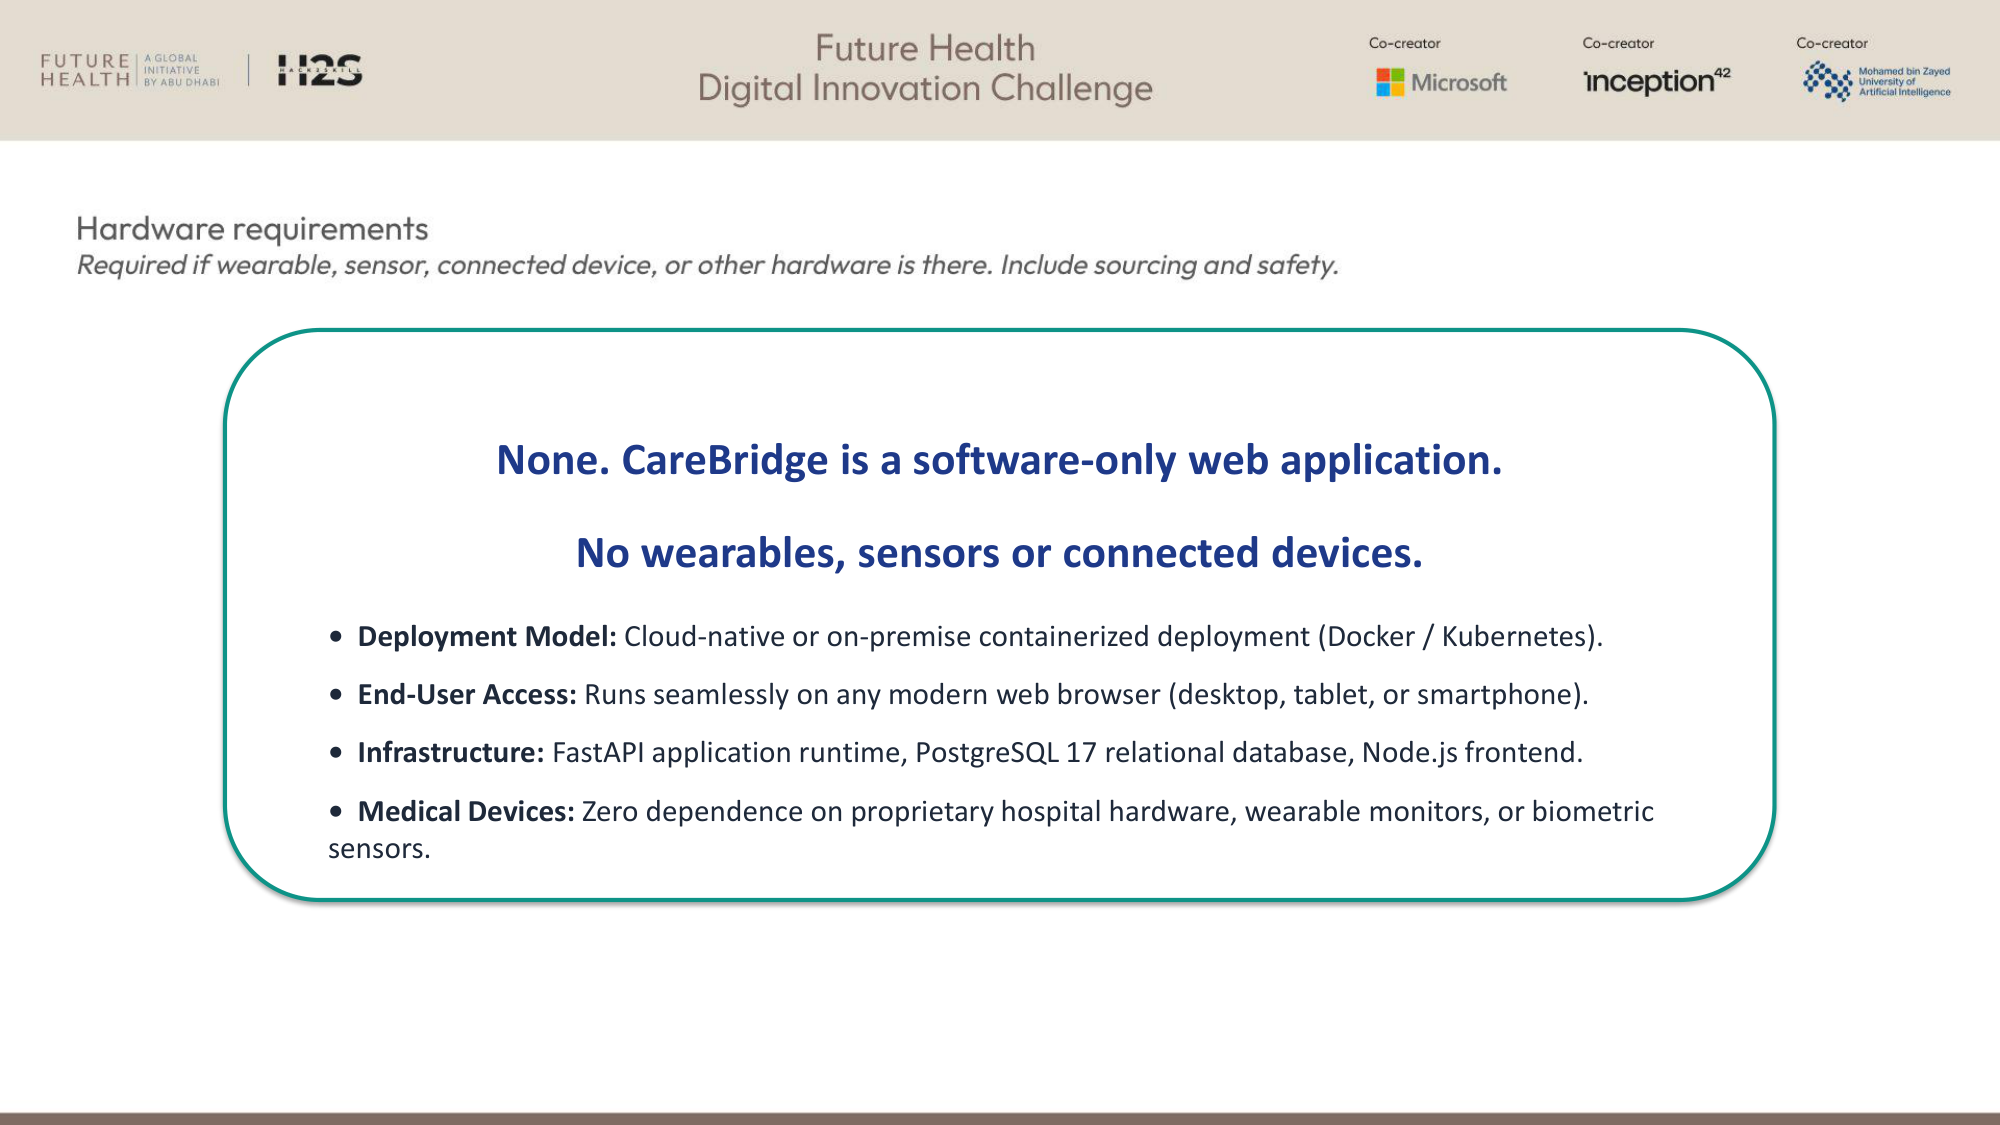 FUTURE HEALTH
A GLOBAL INITIATIVE BY ABU DHABI
H2S
HACK2SKILL
Future Health
Digital Innovation Challenge
Co-creator
Microsoft
Co-creator
inception42
Co-creator
Mohamed bin Zayed
University of
Artificial Intelligence
Hardware requirements
Required if wearable, sensor, connected device, or other hardware is there. Include sourcing and safety.
None. CareBridge is a software-only web application.
No wearables, sensors or connected devices.
• Deployment Model: Cloud-native or on-premise containerized deployment (Docker / Kubernetes).
• End-User Access: Runs seamlessly on any modern web browser (desktop, tablet, or smartphone).
• Infrastructure: FastAPI application runtime, PostgreSQL 17 relational database, Node.js frontend.
• Medical Devices: Zero dependence on proprietary hospital hardware, wearable monitors, or biometric
sensors.